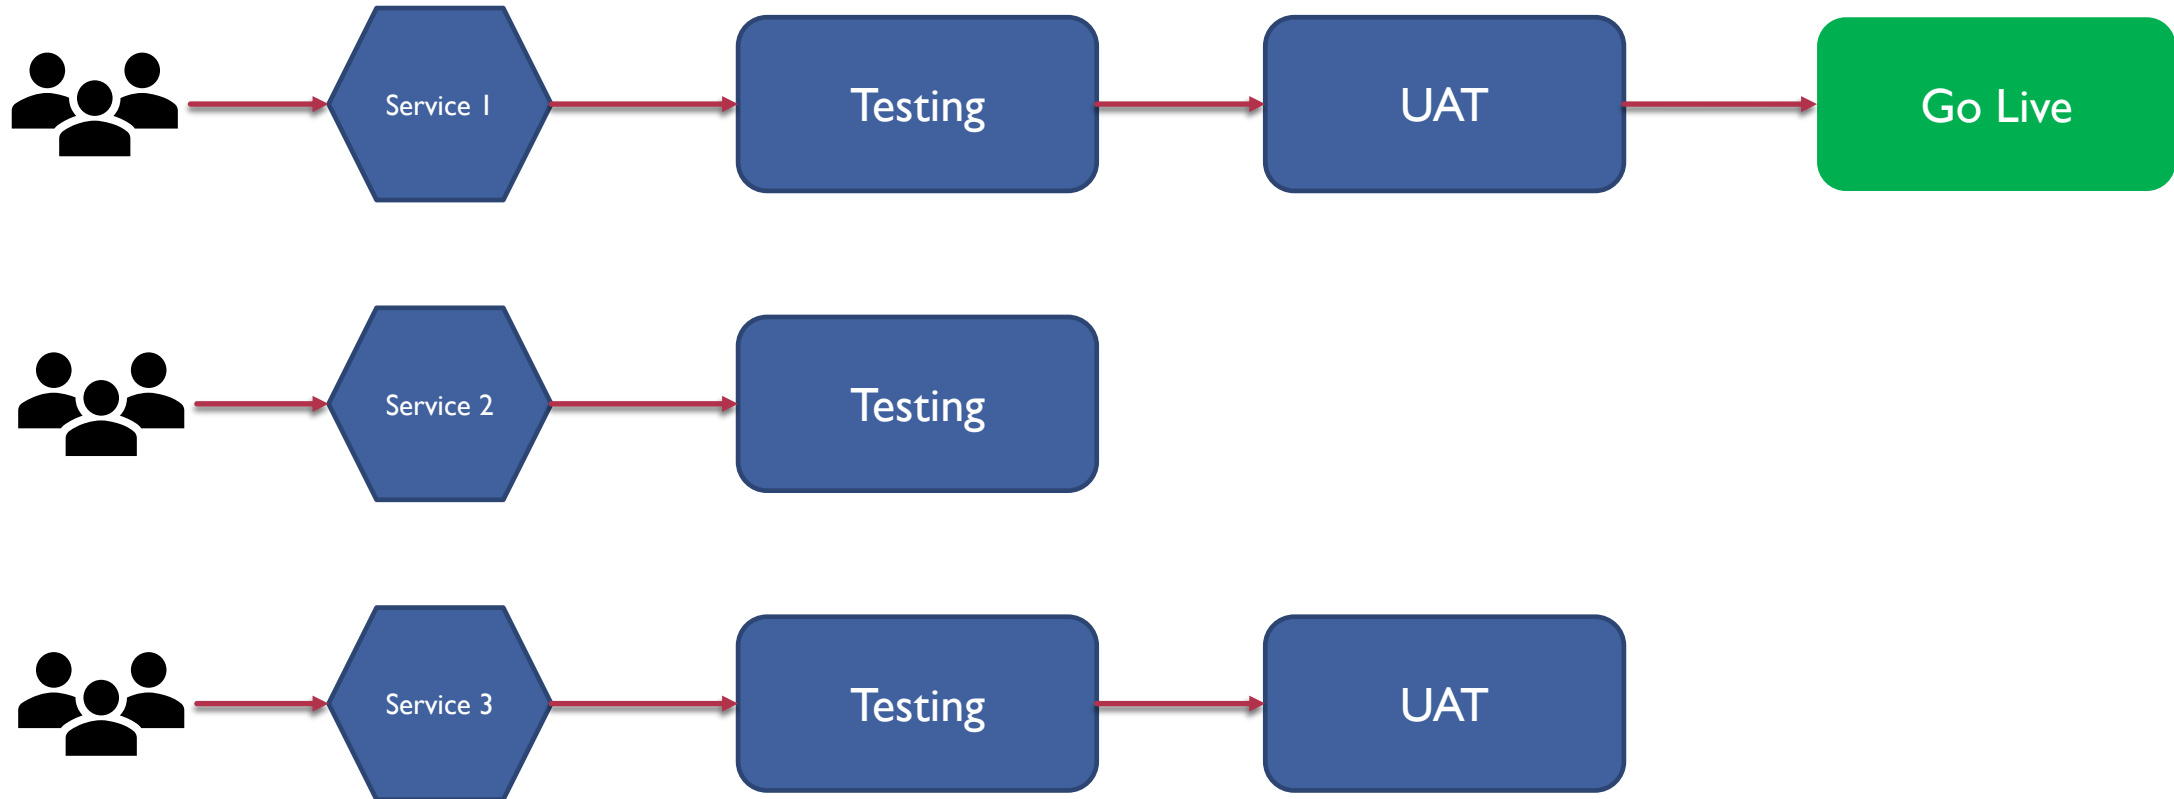 Service 1
Testing
UAT
Go Live
Service 2
Testing
Service 3
Testing
UAT